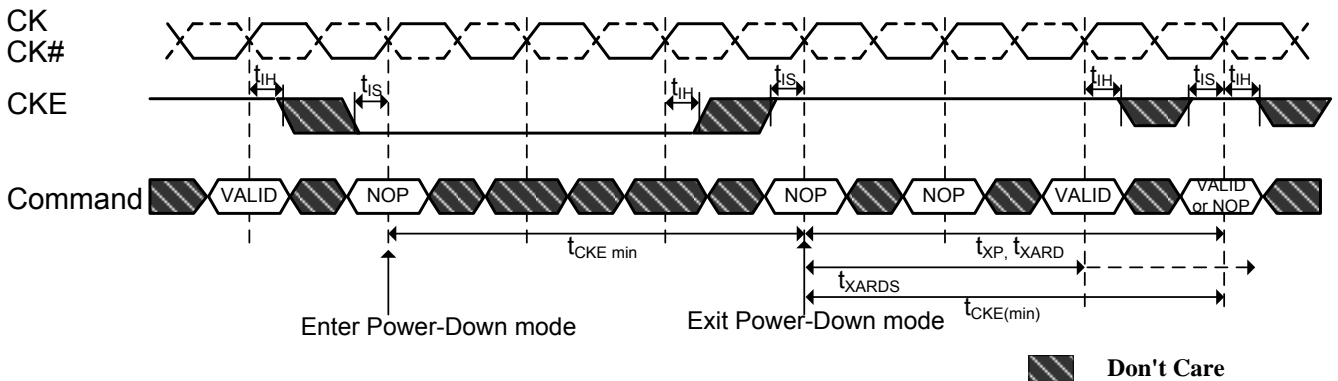 CK
CK#
tIH tIS tIH tIS tIH tIS tIH
CKE
Command VALID NOP NOP NOP VALID VALID or NOP
tCKE min tXP, tXARD
tXARDS
tCKE(min)
Enter Power-Down mode Exit Power-Down mode
Don't Care